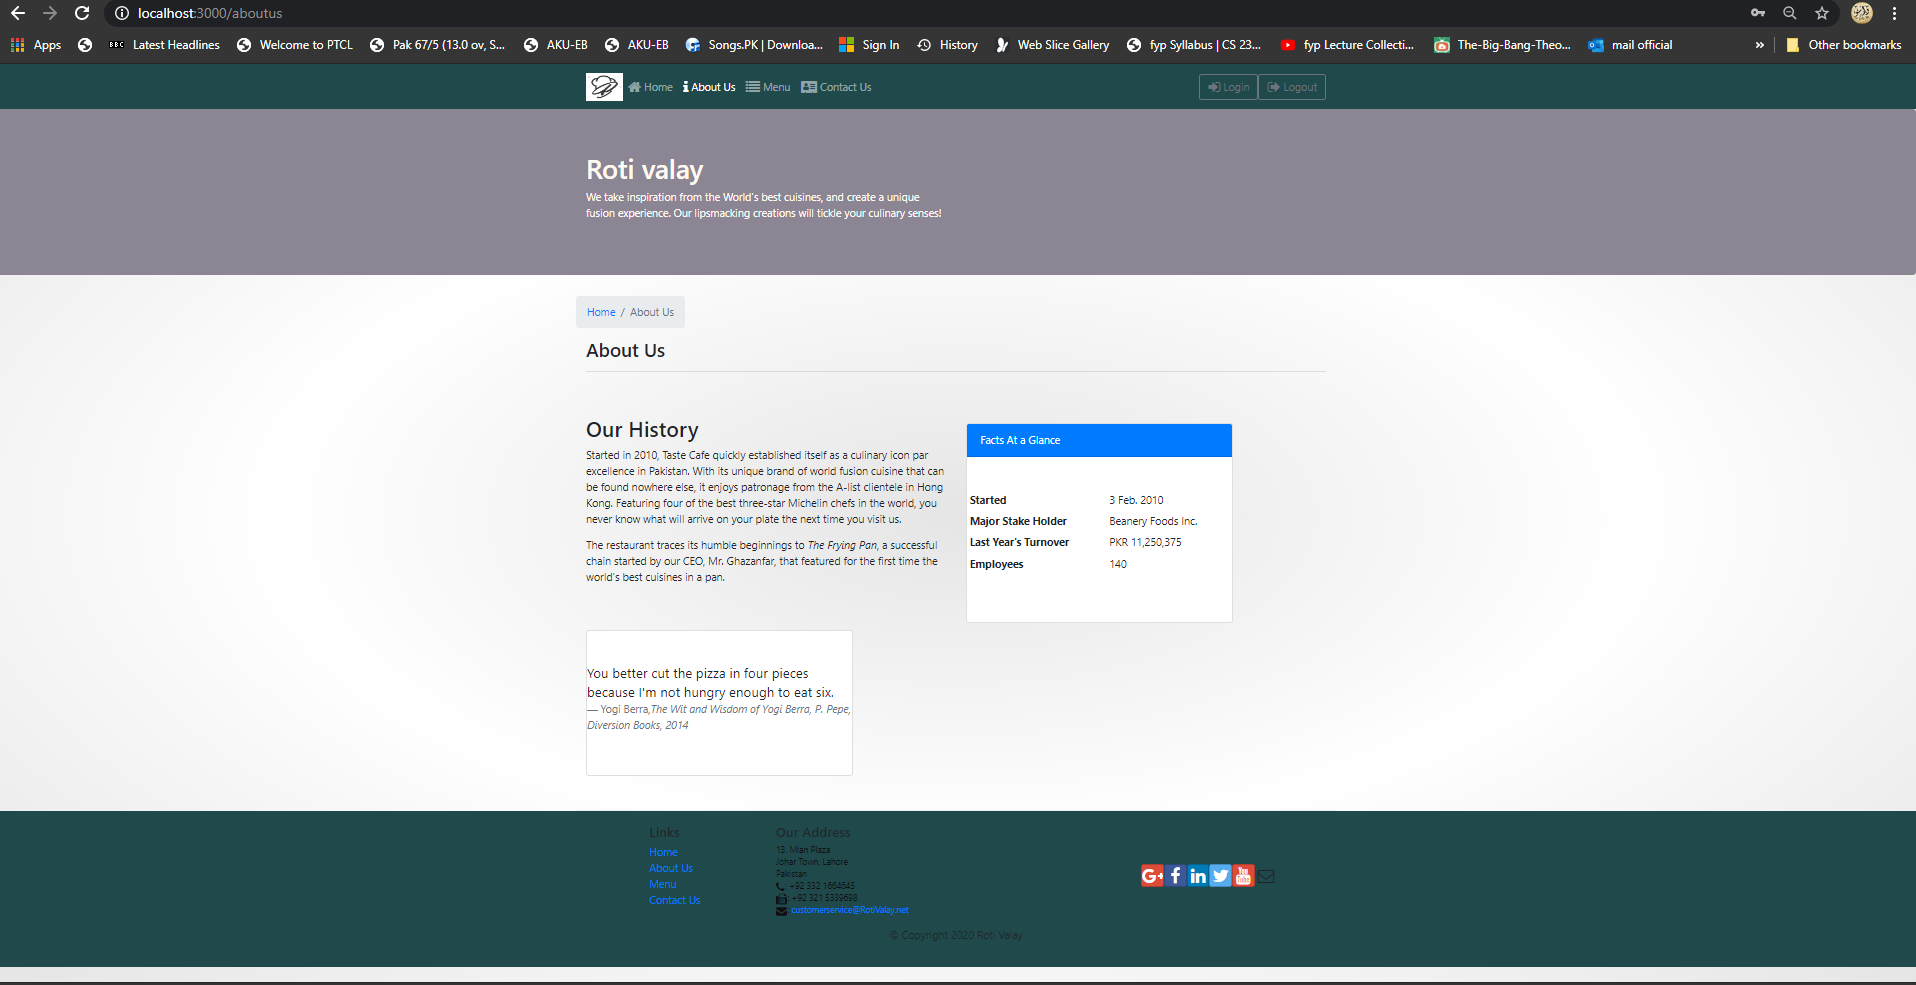 localhost:3000/aboutus
Apps
BBC Latest Headlines
Welcome to PTCL
Pak 67/5 (13.0 ov, S...
AKU-EB
AKU-EB
Songs.PK | Downloa...
Sign In
History
Web Slice Gallery
fyp Syllabus | CS 23...
fyp Lecture Collecti...
The-Big-Bang-Theo...
mail official
»
Other bookmarks
Home
About Us
Menu
Contact Us
Login
Logout
Roti valay
We take inspiration from the World's best cuisines, and create a unique
fusion experience. Our lipsmacking creations will tickle your culinary senses!
Home / About Us
About Us
Our History
Started in 2010, Taste Cafe quickly established itself as a culinary icon par
excellence in Pakistan. With its unique brand of world fusion cuisine that can
be found nowhere else, it enjoys patronage from the A-list clientele in Hong
Kong. Featuring four of the best three-star Michelin chefs in the world, you
never know what will arrive on your plate the next time you visit us.
The restaurant traces its humble beginnings to The Frying Pan, a successful
chain started by our CEO, Mr. Ghazanfar, that featured for the first time the
world's best cuisines in a pan.
Facts At a Glance
Started 3 Feb. 2010
Major Stake Holder Beanery Foods Inc.
Last Year's Turnover PKR 11,250,375
Employees 140
You better cut the pizza in four pieces
because I'm not hungry enough to eat six.
— Yogi Berra,The Wit and Wisdom of Yogi Berra, P. Pepe,
Diversion Books, 2014
Links
Home
About Us
Menu
Contact Us
Our Address
13, Mian Plaza
Johar Town, Lahore
Pakistan
: +92 332 1664645
: +92 321 5339698
: customerservice@RotiValay.net
G+ f in You Tube
© Copyright 2020 Roti Valay